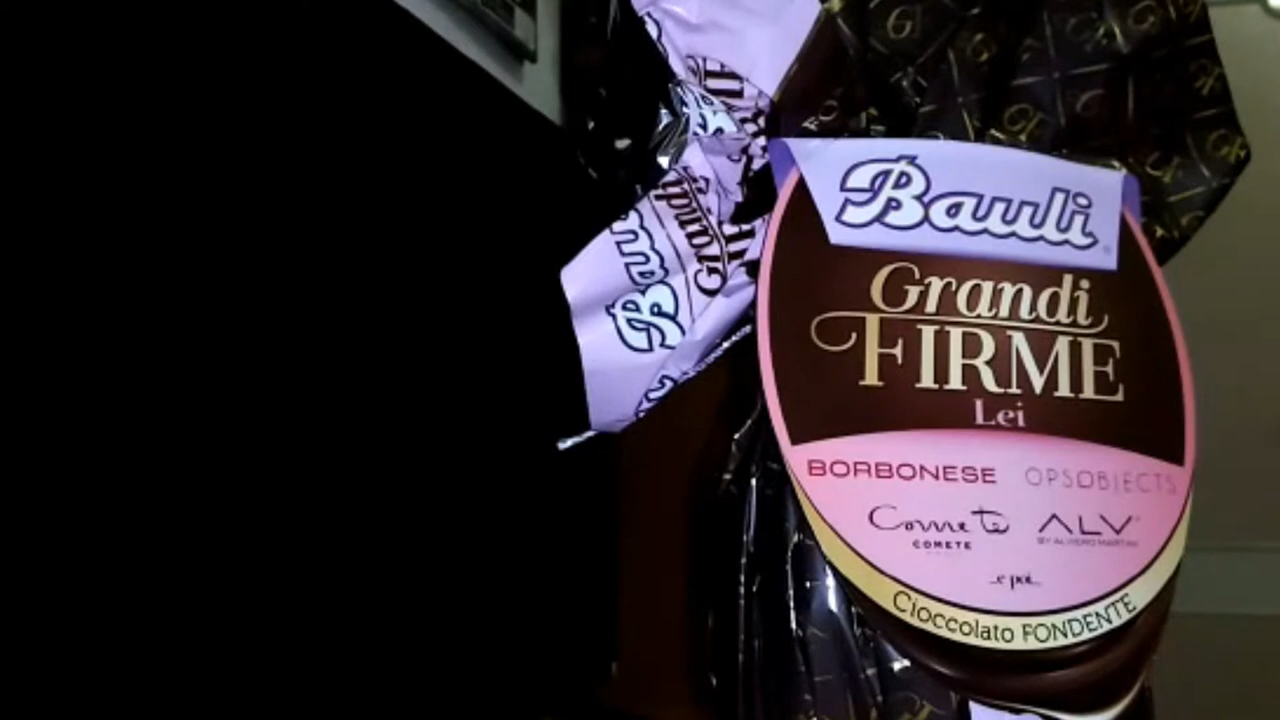 Bauli
Grandi
FIRME
Lei
BORBONESE OPSOBJECTS
Comete ALV
COMETE BY ALVIERO MARTINI
...e poi...
Cioccolato FONDENTE
Grandi
Bauli